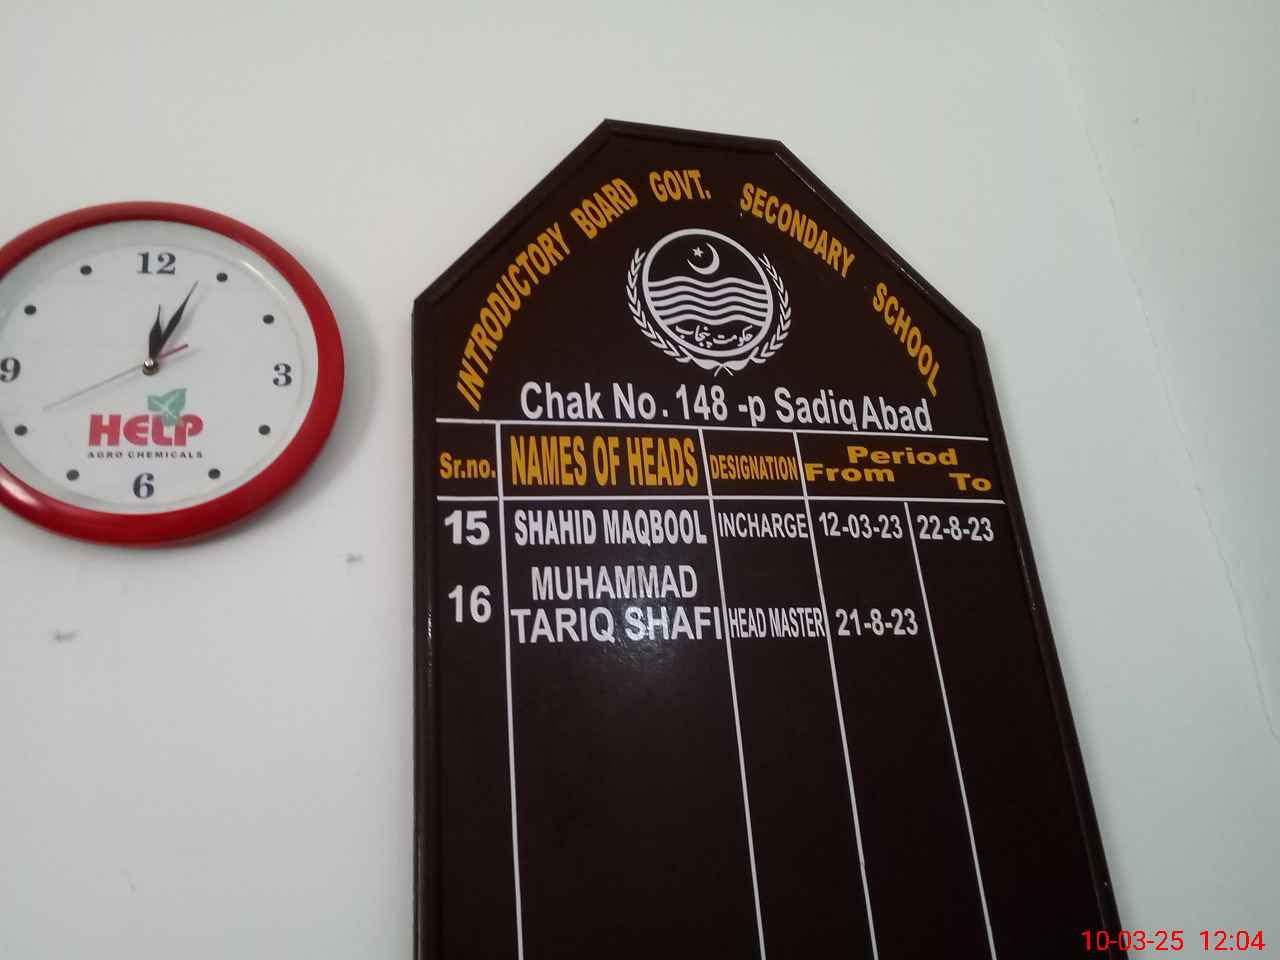 12
3
6
9
HELP
AGRO CHEMICALS
INTRODUCTORY BOARD GOVT. SECONDARY SCHOOL
حکومت پنجاب
Chak No. 148 -p Sadiq Abad
Sr.no. NAMES OF HEADS DESIGNATION Period From To
15 SHAHID MAQBOOL INCHARGE 12-03-23 22-8-23
16 MUHAMMAD
TARIQ SHAFI HEAD MASTER 21-8-23
10-03-25 12:04